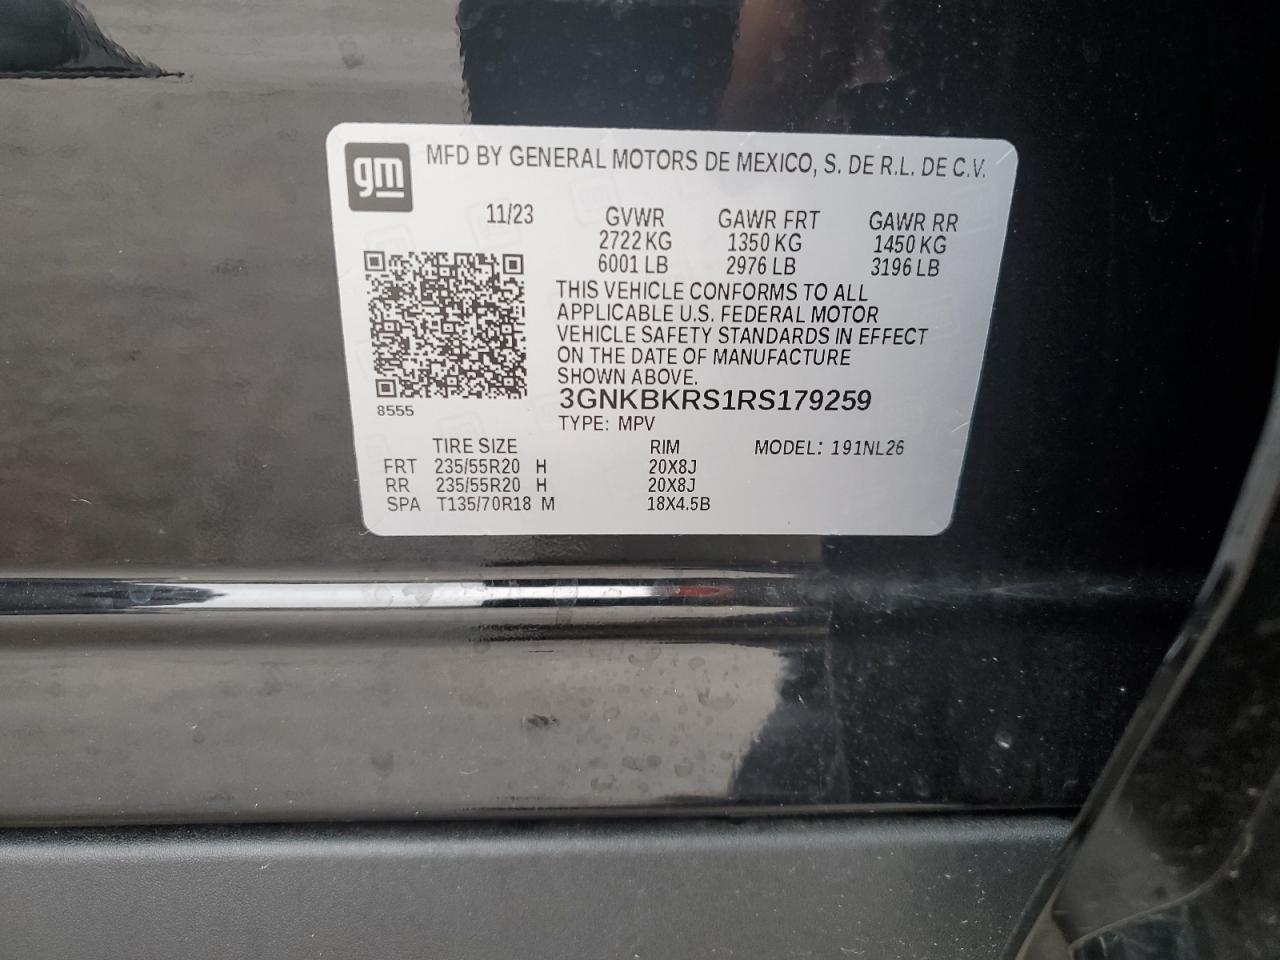 gm
MFD BY GENERAL MOTORS DE MEXICO, S. DE R.L. DE C.V.
11/23 GVWR GAWR FRT GAWR RR
2722 KG 1350 KG 1450 KG
6001 LB 2976 LB 3196 LB
THIS VEHICLE CONFORMS TO ALL
APPLICABLE U.S. FEDERAL MOTOR
VEHICLE SAFETY STANDARDS IN EFFECT
ON THE DATE OF MANUFACTURE
SHOWN ABOVE.
3GNKBKRS1RS179259
8555
TYPE: MPV
TIRE SIZE RIM MODEL: 191NL26
FRT 235/55R20 H 20X8J
RR 235/55R20 H 20X8J
SPA T135/70R18 M 18X4.5B